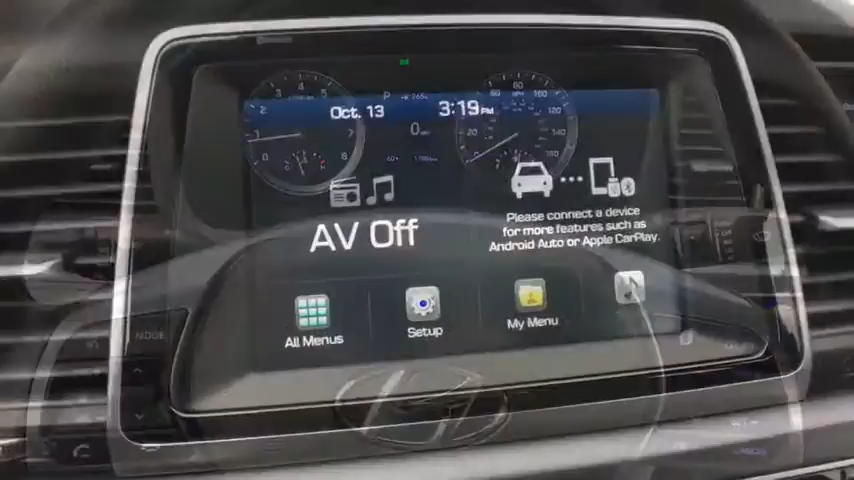 Oct. 13
3:19 PM
AV Off
Please connect a device
for more features such as
Android Auto or Apple CarPlay.
All Menus
Setup
My Menu
MODE